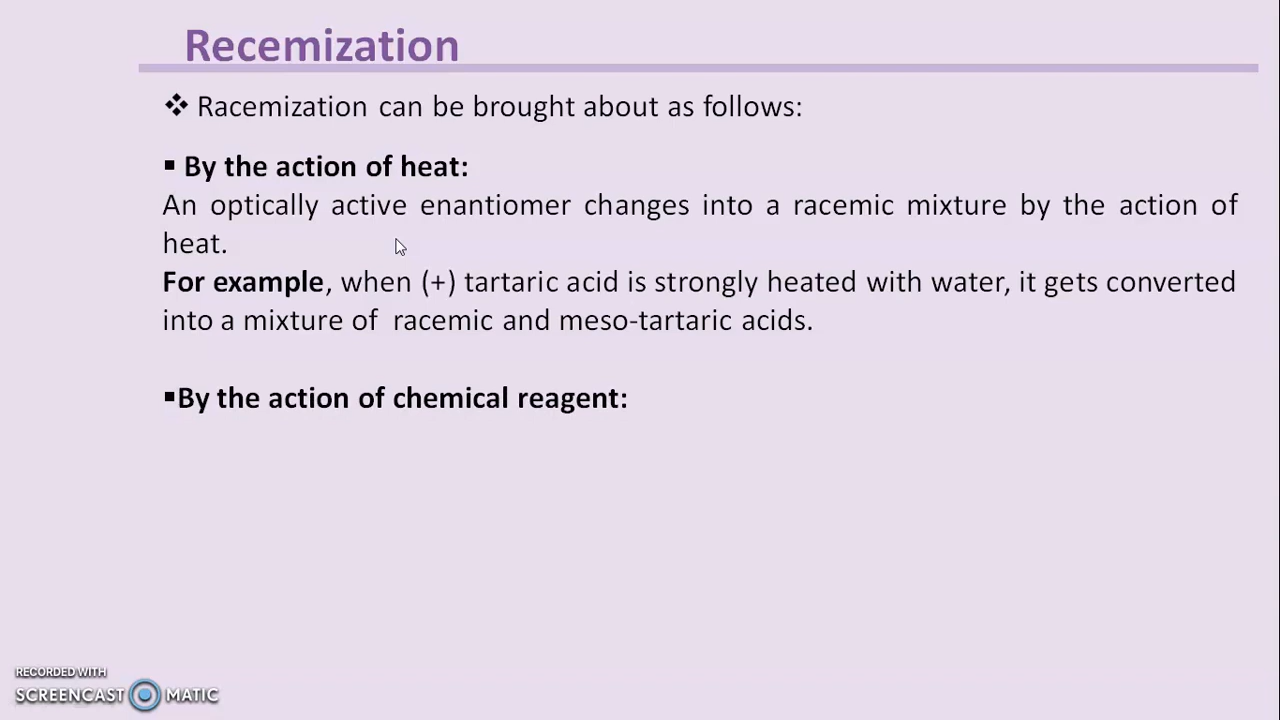 Recemization
❖ Racemization can be brought about as follows:
▪ By the action of heat:
An optically active enantiomer changes into a racemic mixture by the action of
heat.
For example, when (+) tartaric acid is strongly heated with water, it gets converted
into a mixture of racemic and meso-tartaric acids.
▪By the action of chemical reagent:
RECORDED WITH
SCREENCAST MATIC